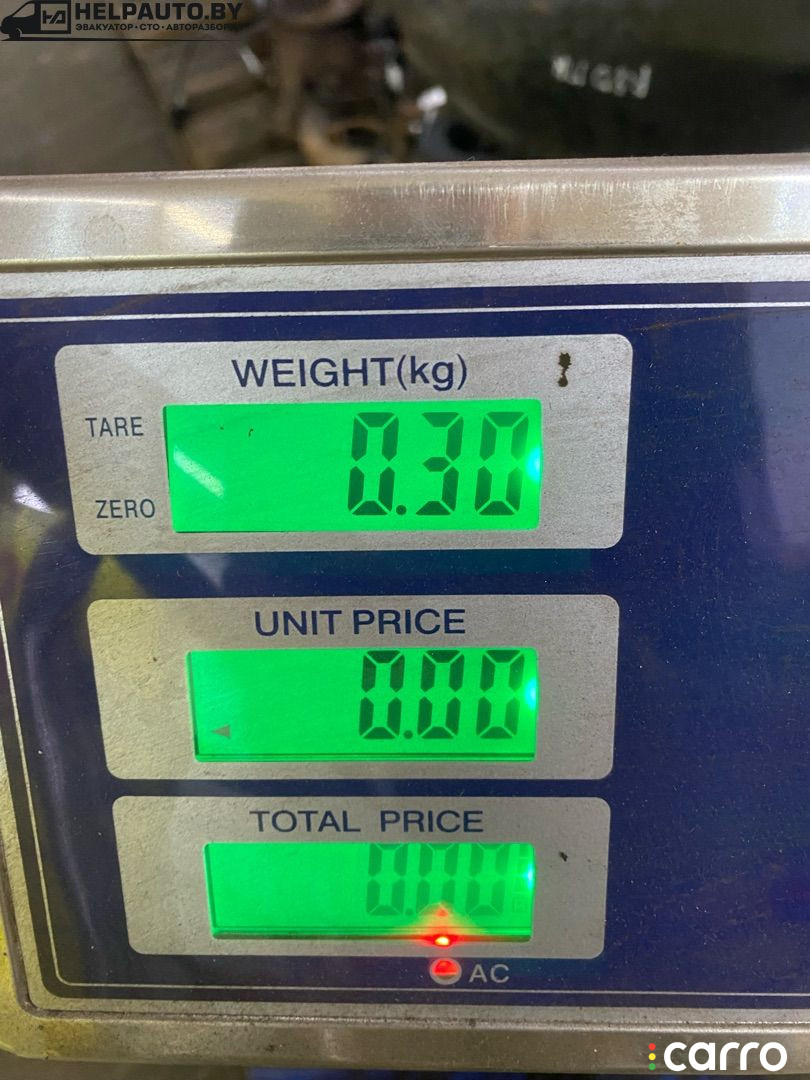 HELPAUTO.BY
ЭВАКУАТОР · СТО · АВТОРАЗБОРКА
WEIGHT(kg)
TARE
0.30
ZERO
UNIT PRICE
0.00
TOTAL PRICE
0.00
AC
carro